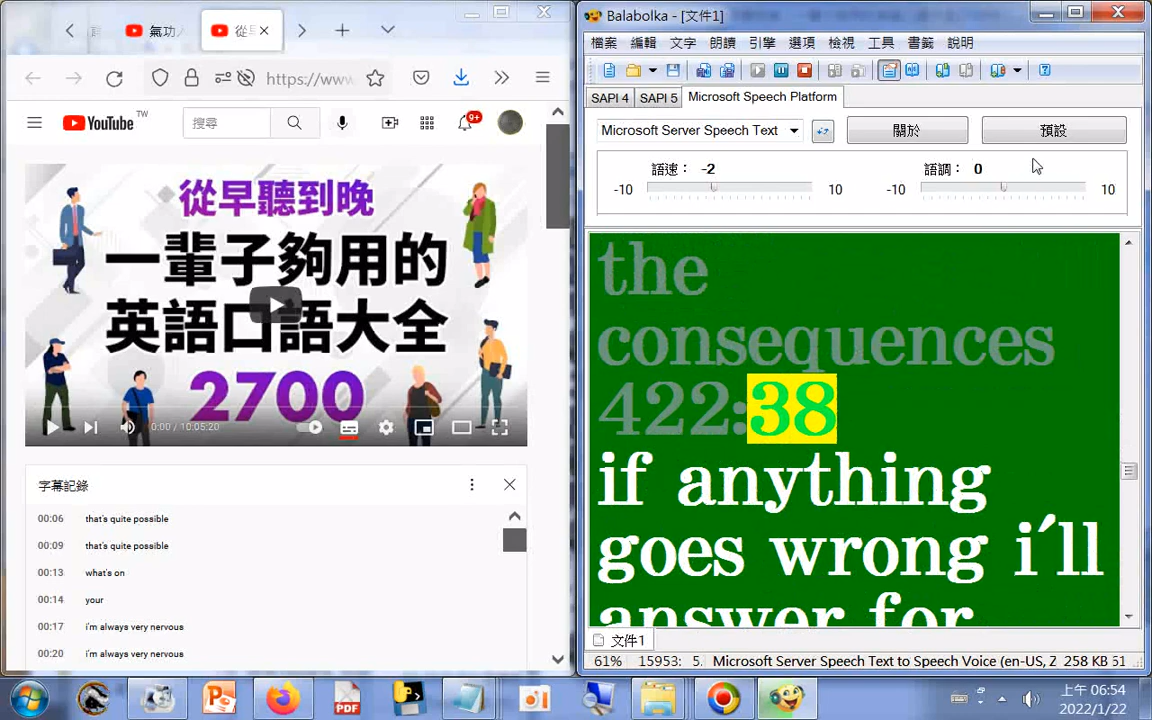 從
https://www.
YouTube TW
搜尋
9+
從早聽到晚
一輩子夠用的
英語口語大全
2700
0:00 / 10:05:20
字幕記錄
00:06 that's quite possible
00:09 that's quite possible
00:13 what's on
00:14 your
00:17 i'm always very nervous
00:20 i'm always very nervous
Balabolka - [文件1]
檔案 編輯 文字 朗讀 引擎 選項 檢視 工具 書籤 說明
SAPI 4 SAPI 5 Microsoft Speech Platform
Microsoft Server Speech Text 關於 預設
語速： -2 語調： 0
-10 10 -10 10
the
consequences
422:38
if anything
goes wrong i´ll
answer for
文件1
61% 15953: 5. Microsoft Server Speech Text to Speech Voice (en-US, Z 258 KB 51
PDF
上午 06:54
2022/1/22